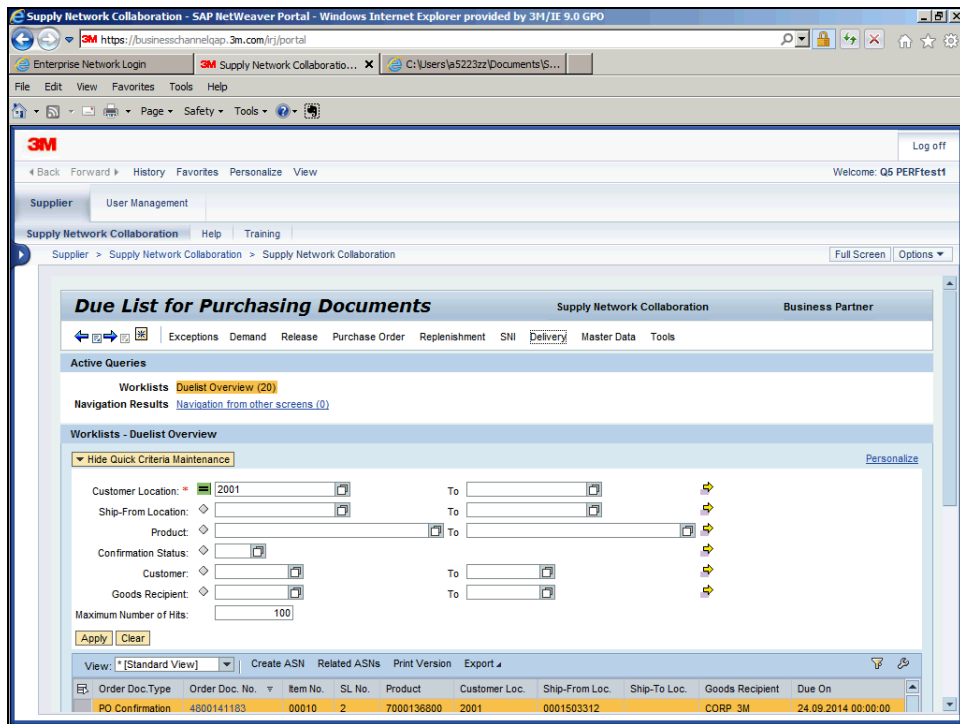 Supply Network Collaboration - SAP NetWeaver Portal - Windows Internet Explorer provided by 3M/IE 9.0 GPO
3M https://businesschannelqap.3m.com/irj/portal
Enterprise Network Login 3M Supply Network Collaboratio... X C:\Users\a5223zz\Documents\S...
File Edit View Favorites Tools Help
Page Safety Tools
3M Log off
Back Forward History Favorites Personalize View Welcome: Q5 PERFtest1
Supplier User Management
Supply Network Collaboration Help Training
Supplier > Supply Network Collaboration > Supply Network Collaboration Full Screen Options
Due List for Purchasing Documents Supply Network Collaboration Business Partner
Exceptions Demand Release Purchase Order Replenishment SNI Delivery Master Data Tools
Active Queries
Worklists Duelist Overview (20)
Navigation Results Navigation from other screens (0)
Worklists - Duelist Overview
Hide Quick Criteria Maintenance Personalize
Customer Location: * 2001 To
Ship-From Location: To
Product: To
Confirmation Status:
Customer: To
Goods Recipient: To
Maximum Number of Hits: 100
Apply Clear
View: * [Standard View] Create ASN Related ASNs Print Version Export
Order Doc.Type Order Doc. No. Item No. SL No. Product Customer Loc. Ship-From Loc. Ship-To Loc. Goods Recipient Due On
PO Confirmation 4800141183 00010 2 7000136800 2001 0001503312 CORP_3M 24.09.2014 00:00:00